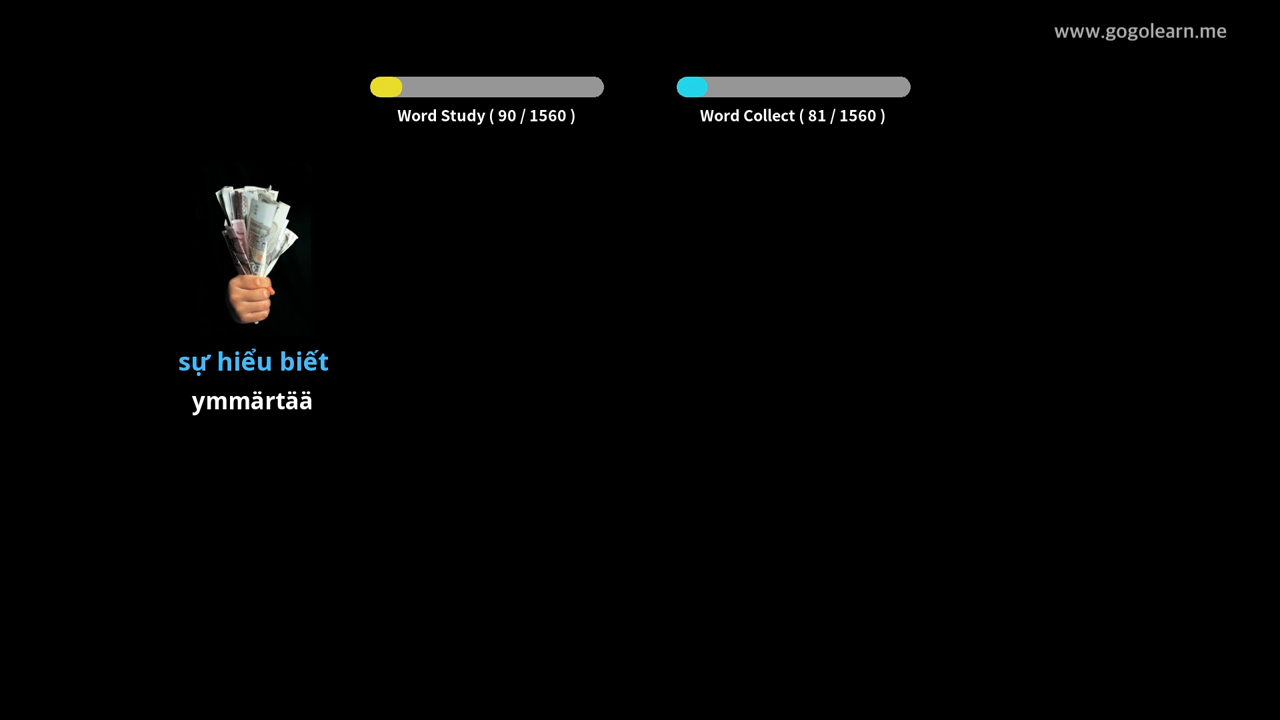 www.gogolearn.me
Word Study ( 90 / 1560 )
Word Collect ( 81 / 1560 )
sự hiểu biết
ymmärtää